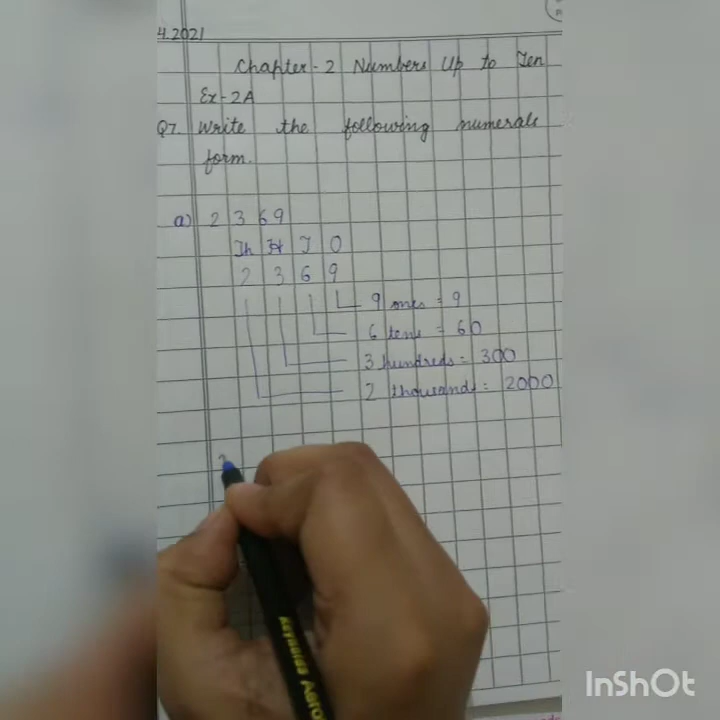 4.2021
Chapter-2 Numbers Up to Ten
Ex-2A
Q7. Write the following numerals
form.
a) 2 3 6 9
Th H T O
2 3 6 9
9 ones = 9
6 tens = 60
3 hundreds = 300
2 thousands = 2000
Reynolds Aero
InShOt